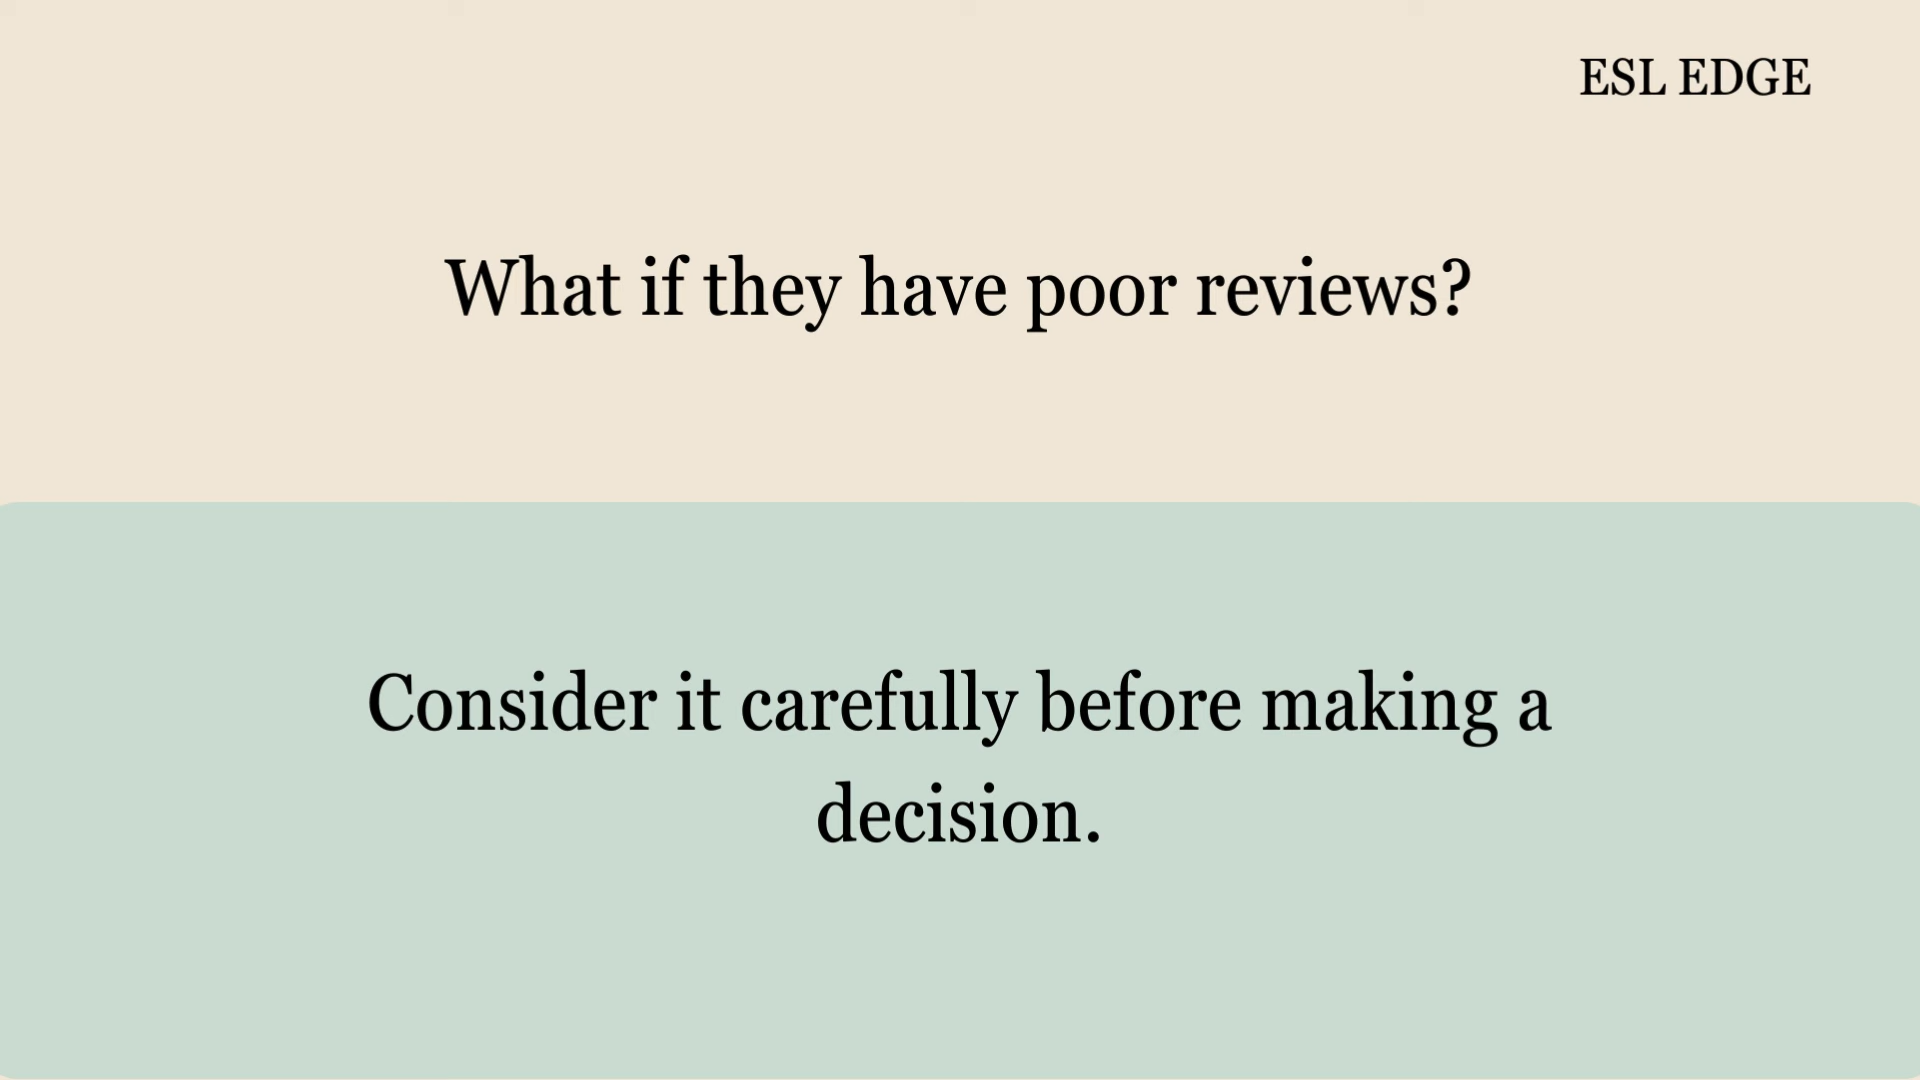 ESL EDGE
What if they have poor reviews?
Consider it carefully before making a
decision.